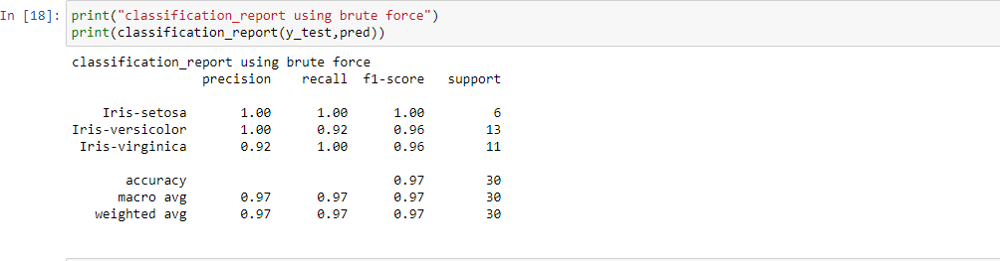 In [18]: print("classification_report using brute force")
print(classification_report(y_test,pred))
classification_report using brute force
precision recall f1-score support
Iris-setosa 1.00 1.00 1.00 6
Iris-versicolor 1.00 0.92 0.96 13
Iris-virginica 0.92 1.00 0.96 11
accuracy 0.97 30
macro avg 0.97 0.97 0.97 30
weighted avg 0.97 0.97 0.97 30